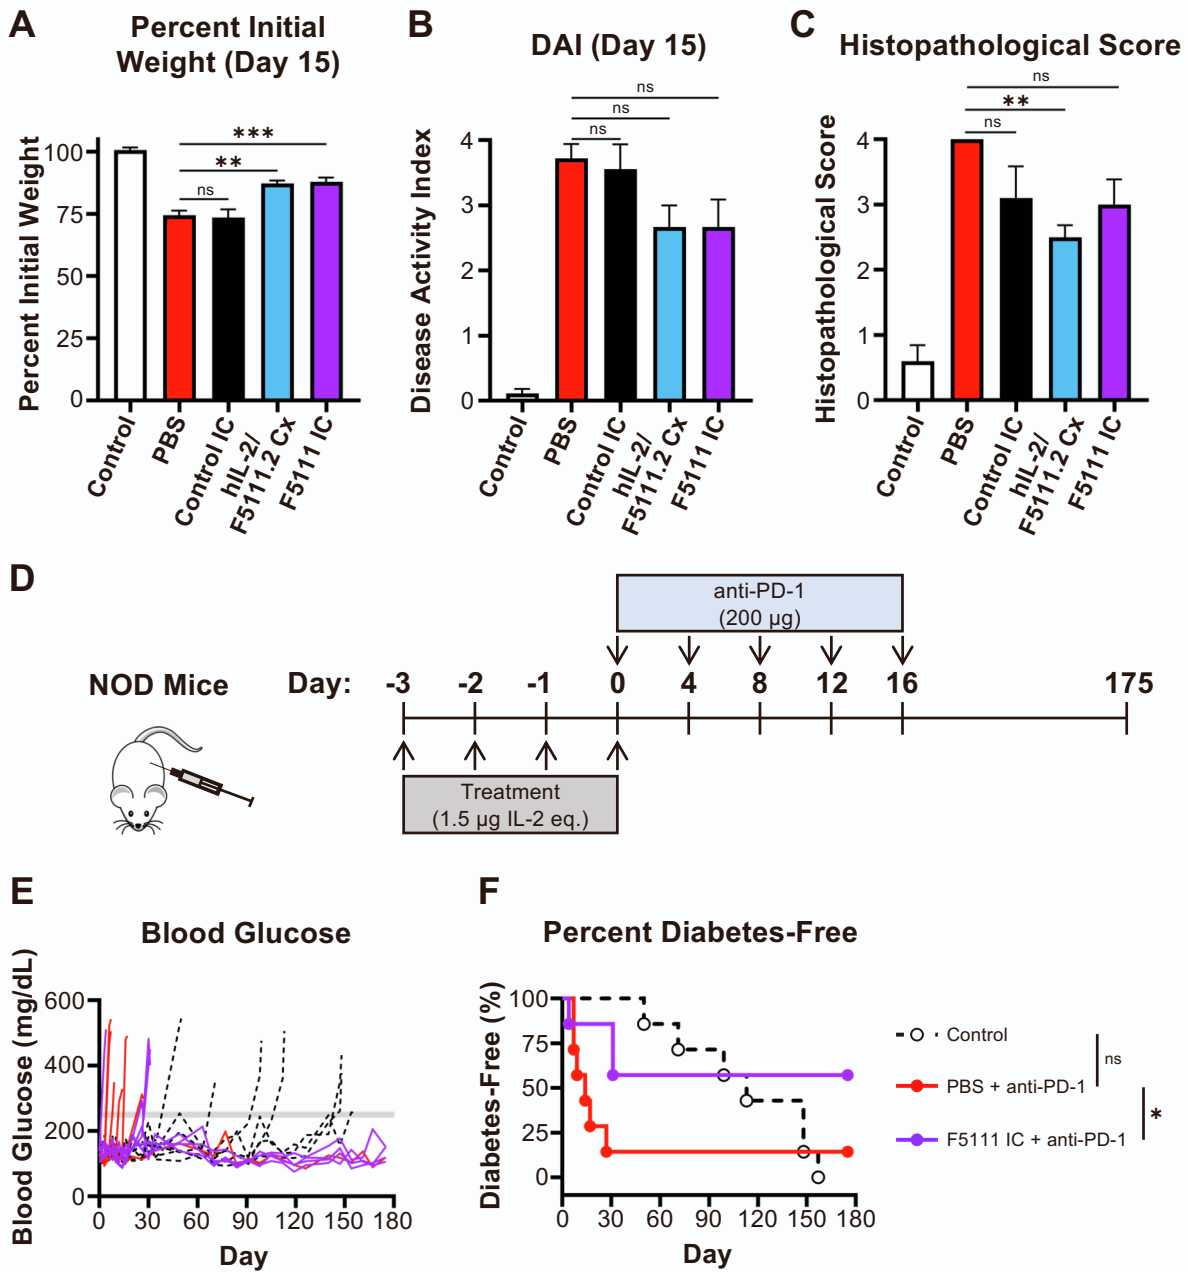 A
Percent Initial
Weight (Day 15)
Percent Initial Weight
100
75
50
25
0
***
**
ns
Control
PBS
Control IC
hIL-2/
F5111.2 Cx
F5111 IC
B
DAI (Day 15)
Disease Activity Index
4
3
2
1
0
ns
ns
ns
Control
PBS
Control IC
hIL-2/
F5111.2 Cx
F5111 IC
C
Histopathological Score
Histopathological Score
4
3
2
1
0
ns
**
ns
Control
PBS
Control IC
hIL-2/
F5111.2 Cx
F5111 IC
D
anti-PD-1
(200 µg)
NOD Mice
Day: -3 -2 -1 0 4 8 12 16 175
Treatment
(1.5 µg IL-2 eq.)
E
Blood Glucose
Blood Glucose (mg/dL)
600
400
200
0
0 30 60 90 120 150 180
Day
F
Percent Diabetes-Free
Diabetes-Free (%)
100
75
50
25
0
0 30 60 90 120 150 180
Day
Control
PBS + anti-PD-1
F5111 IC + anti-PD-1
ns
*